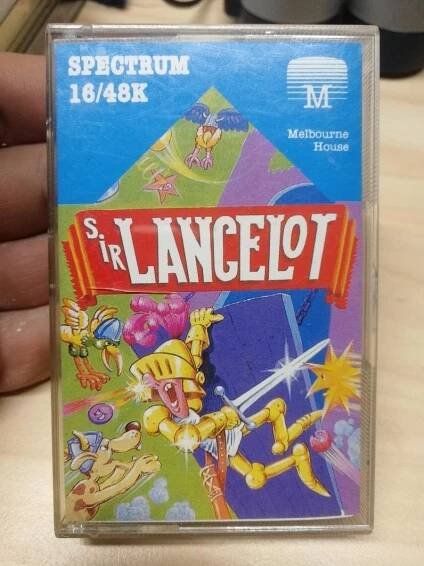 SPECTRUM
16/48K
M
Melbourne
House
SIR LANCELOT